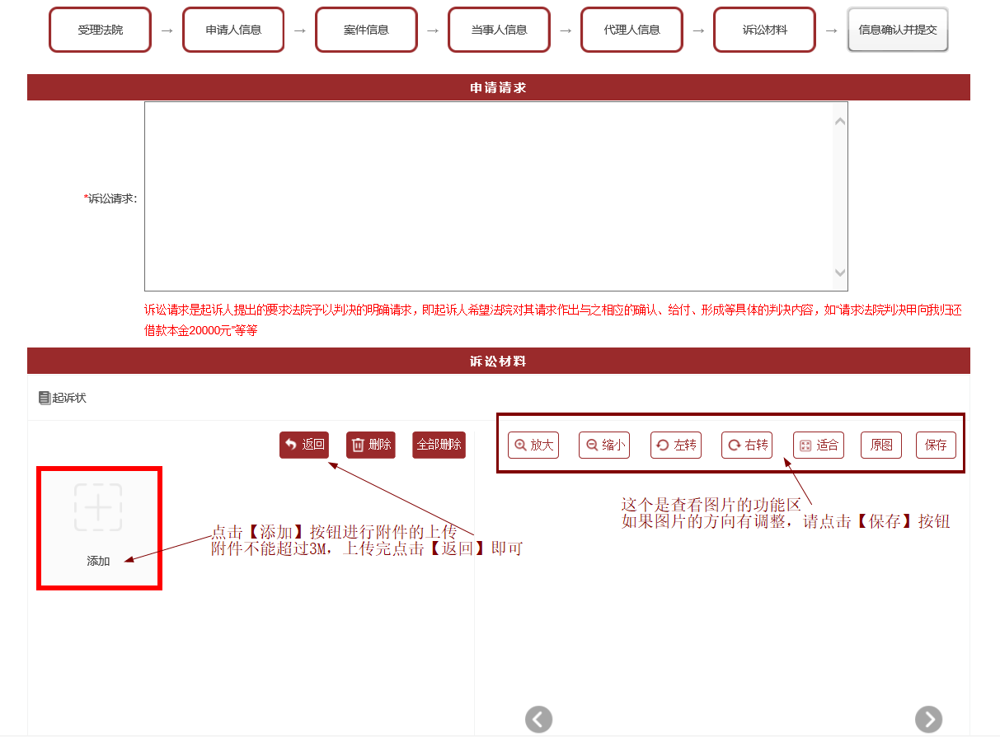 受理法院 → 申请人信息 → 案件信息 → 当事人信息 → 代理人信息 → 诉讼材料 → 信息确认并提交
申请请求
*诉讼请求：
诉讼请求是起诉人提出的要求法院予以判决的明确请求，即起诉人希望法院对其请求作出与之相应的确认、给付、形成等具体的判决内容，如“请求法院判决甲向我归还
借款本金20000元”等等
诉讼材料
起诉状
返回 删除 全部删除 放大 缩小 左转 右转 适合 原图 保存
这个是查看图片的功能区
如果图片的方向有调整，请点击【保存】按钮
点击【添加】按钮进行附件的上传
附件不能超过3M，上传完点击【返回】即可
添加